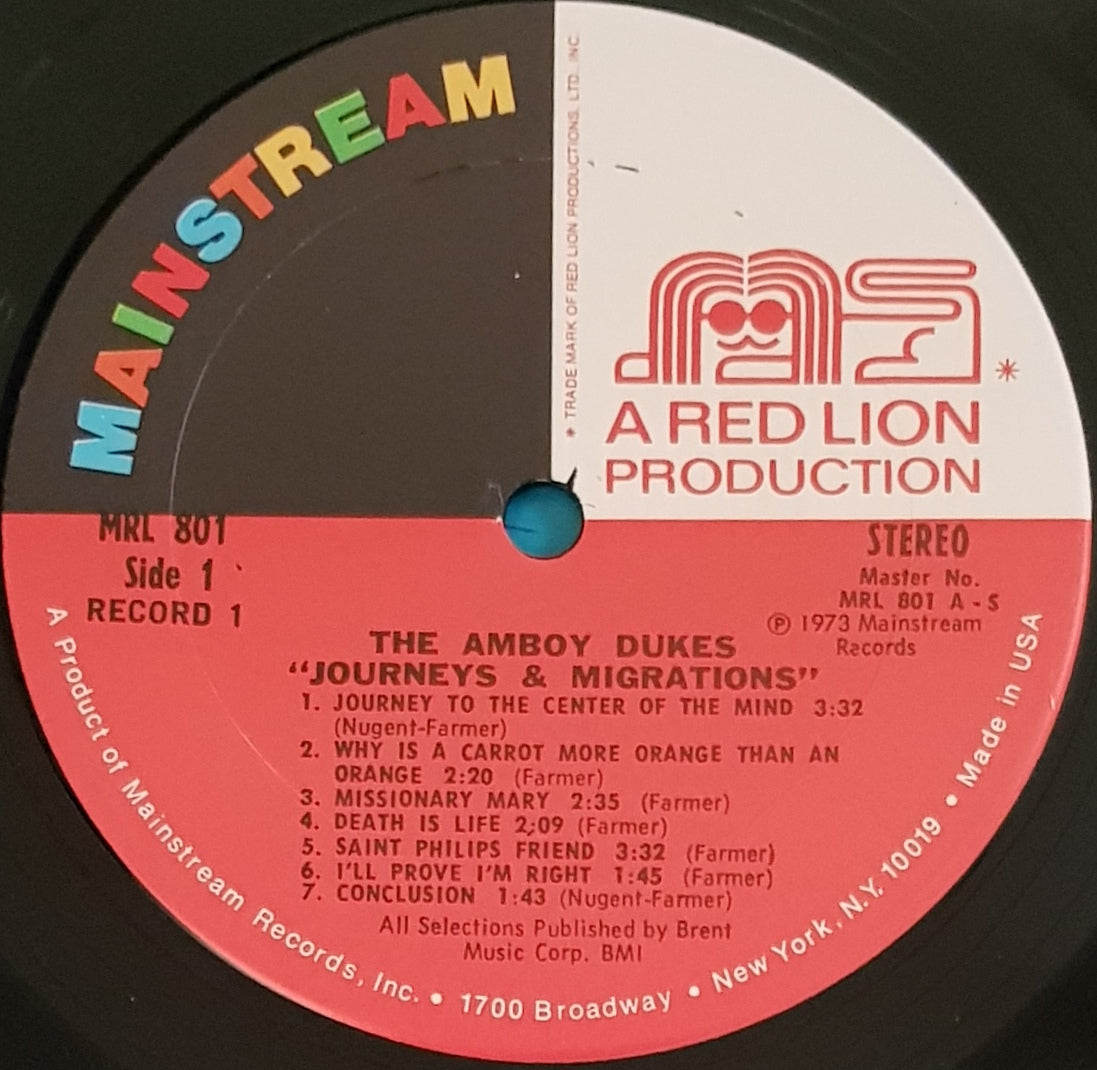 MAINSTREAM
* TRADE MARK OF RED LION PRODUCTIONS, LTD., INC.
ms*
A RED LION
PRODUCTION
MRL 801
Side 1
RECORD 1
STEREO
Master No.
MRL 801 A - S
℗ 1973 Mainstream
Records
THE AMBOY DUKES
“JOURNEYS & MIGRATIONS”
1. JOURNEY TO THE CENTER OF THE MIND 3:32
(Nugent-Farmer)
2. WHY IS A CARROT MORE ORANGE THAN AN
ORANGE 2:20 (Farmer)
3. MISSIONARY MARY 2:35 (Farmer)
4. DEATH IS LIFE 2;09 (Farmer)
5. SAINT PHILIPS FRIEND 3:32 (Farmer)
6. I'LL PROVE I'M RIGHT 1:45 (Farmer)
7. CONCLUSION 1:43 (Nugent-Farmer)
All Selections Published by Brent
Music Corp. BMI
A Product of Mainstream Records, Inc. • 1700 Broadway • New York, N.Y. 10019 • Made in USA